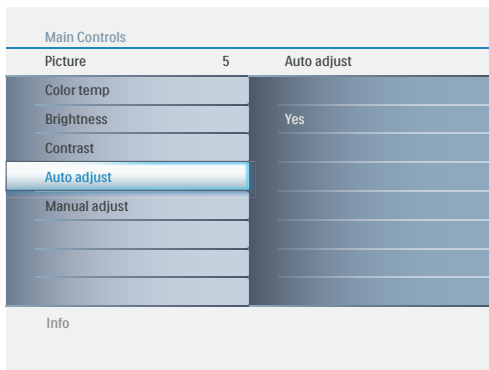 Main Controls
Picture 5 Auto adjust
Color temp
Brightness Yes
Contrast
Auto adjust
Manual adjust
Info